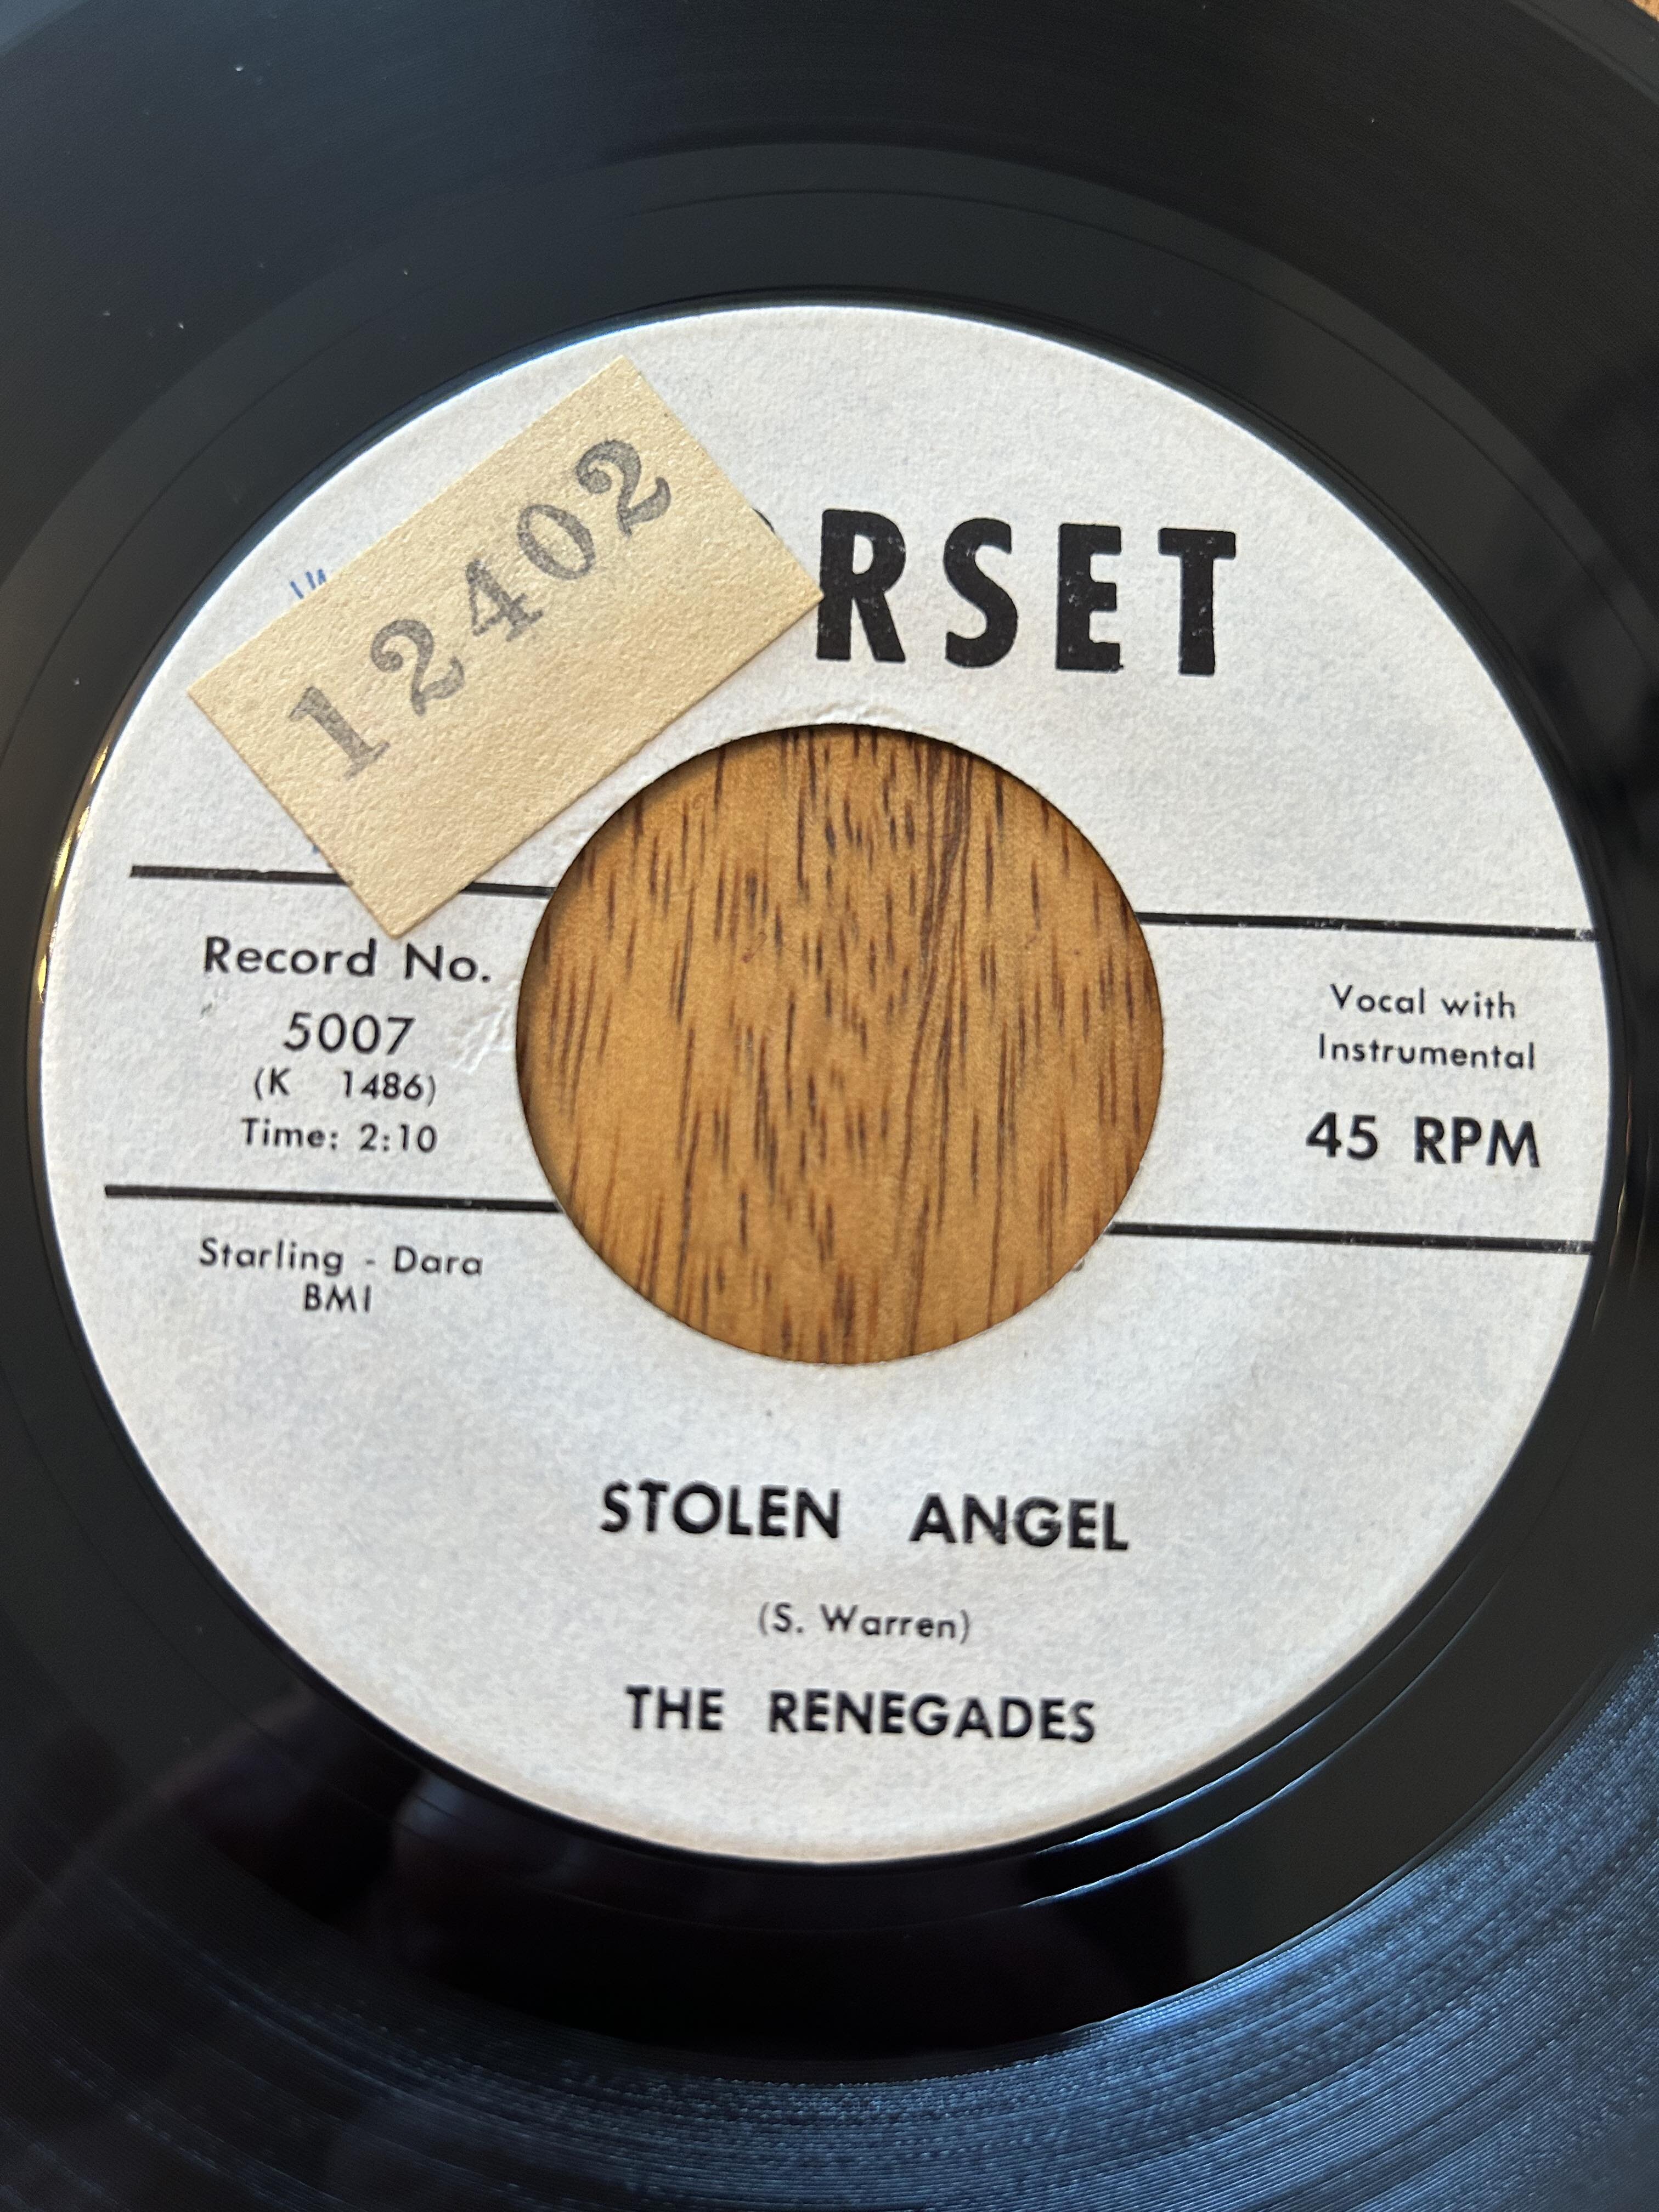 12402
RSET
Record No.
5007
(K 1486)
Time: 2:10
Vocal with
Instrumental
45 RPM
Starling - Dara
BMI
STOLEN ANGEL
(S. Warren)
THE RENEGADES